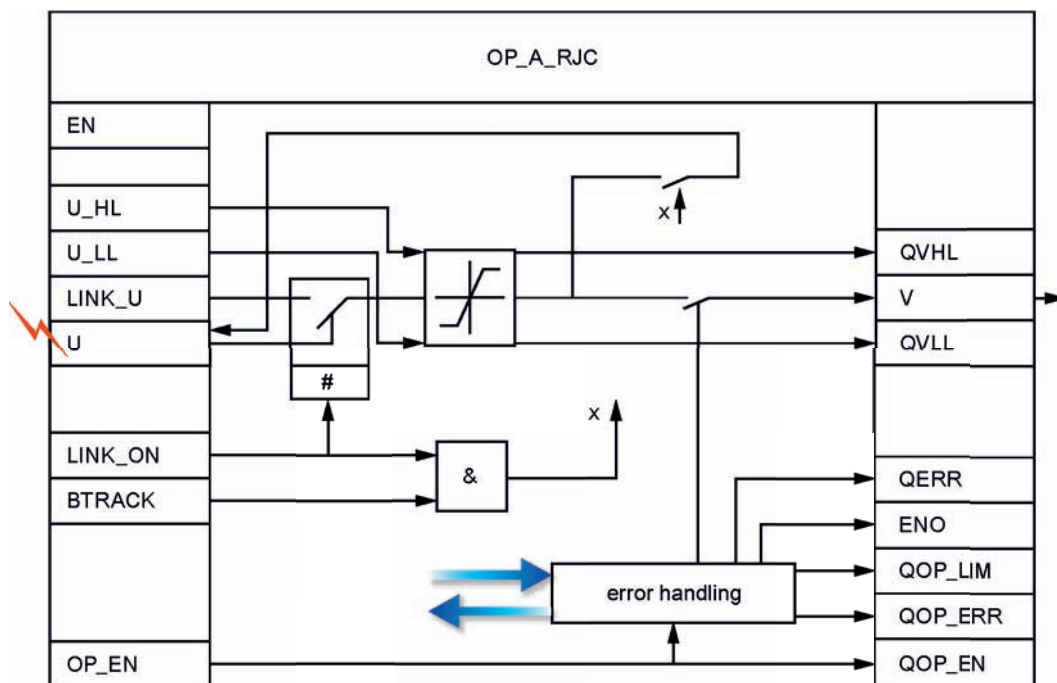 OP_A_RJC
EN
U_HL
U_LL
LINK_U
U
#
LINK_ON
BTRACK
&
x
x
error handling
OP_EN
QVHL
V
QVLL
QERR
ENO
QOP_LIM
QOP_ERR
QOP_EN